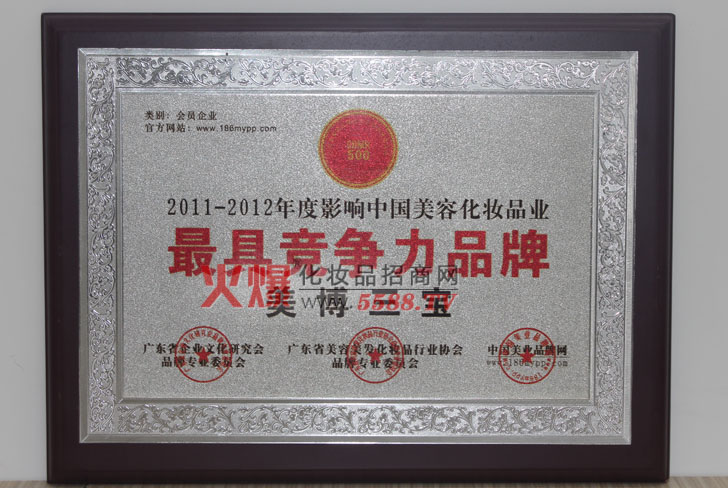 类别：会员企业
官方网站：www.186mypp.com
500
2011-2012年度影响中国美容化妆品业
最具竞争力品牌
火爆 化妆品招商网
www.5588.TV
美博三宝
广东省企业文化研究会
品牌专业委员会
广东省美容美发化妆品行业协会
品牌专业委员会
中国美业品牌网
www.186mypp.com